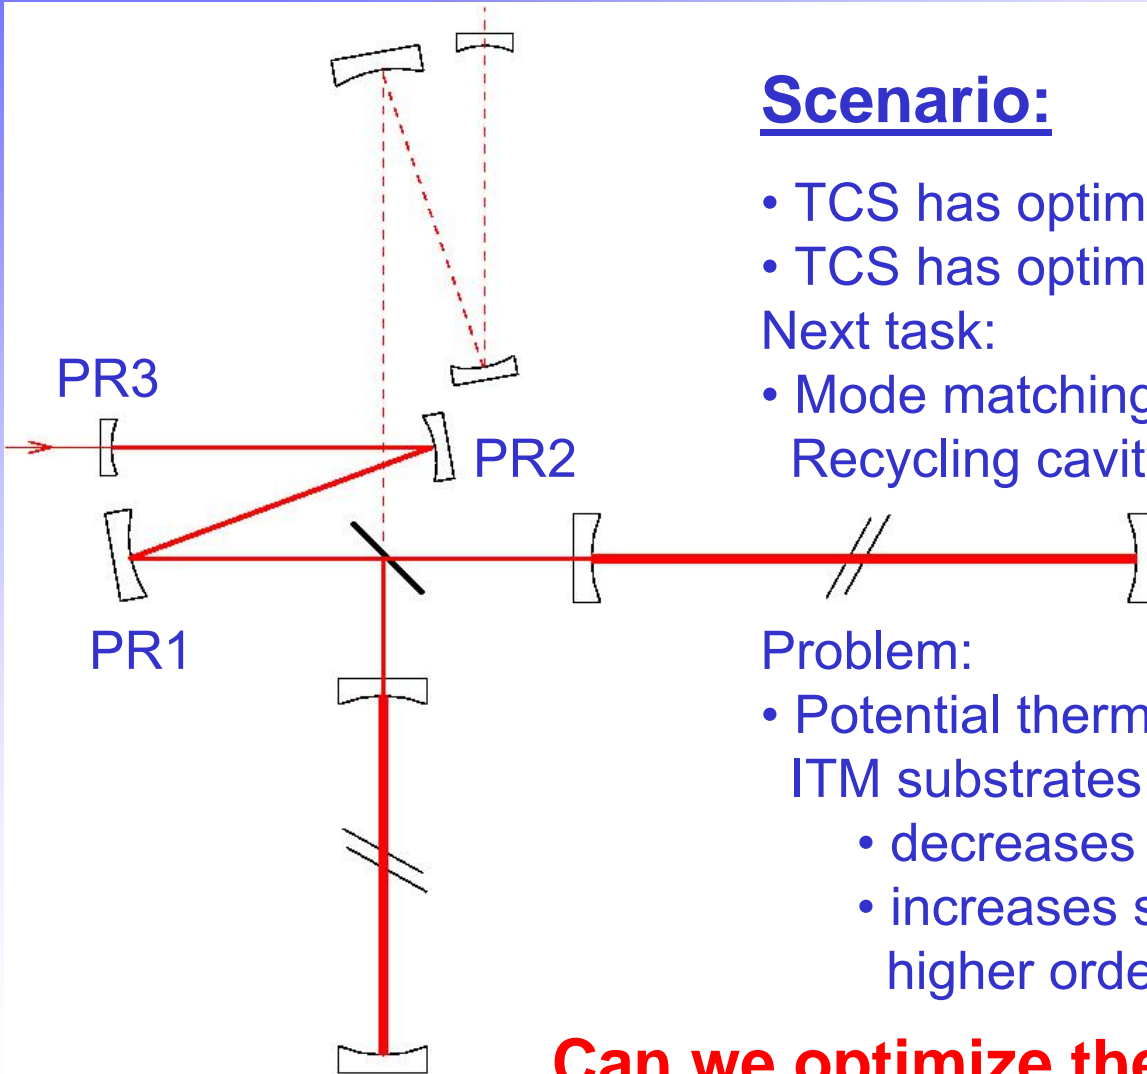 Scenario:
• TCS has optim
• TCS has optim
Next task:
• Mode matching
Recycling cavit
PR3
PR2
PR1
Problem:
• Potential therm
ITM substrates
• decreases
• increases s
higher orde
Can we optimize the